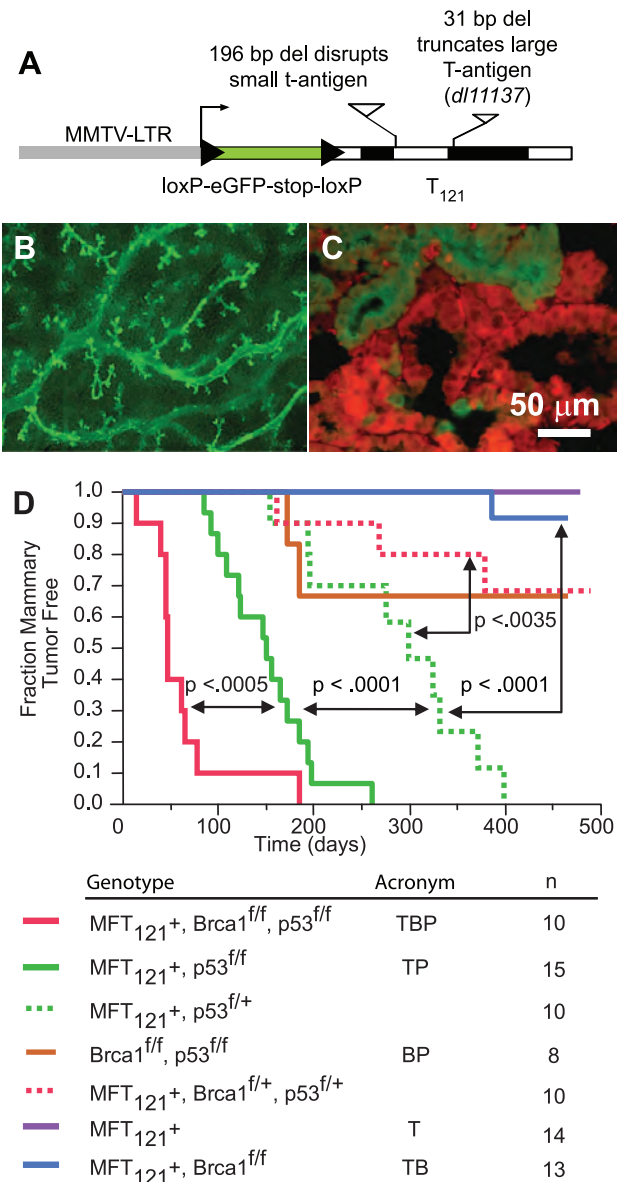 A
196 bp del disrupts
small t-antigen
31 bp del
truncates large
T-antigen
(dl11137)
MMTV-LTR
loxP-eGFP-stop-loxP
T121
B
C
50 µm
D
Fraction Mammary
Tumor Free
1.0
0.9
0.8
0.7
0.6
0.5
0.4
0.3
0.2
0.1
0.0
p <.0035
p <.0005
p <.0001
p < .0001
0 100 200 300 400 500
Time (days)
Genotype Acronym n
MFT121+, Brca1f/f, p53f/f TBP 10
MFT121+, p53f/f TP 15
MFT121+, p53f/+ 10
Brca1f/f, p53f/f BP 8
MFT121+, Brca1f/+, p53f/+ 10
MFT121+ T 14
MFT121+, Brca1f/f TB 13